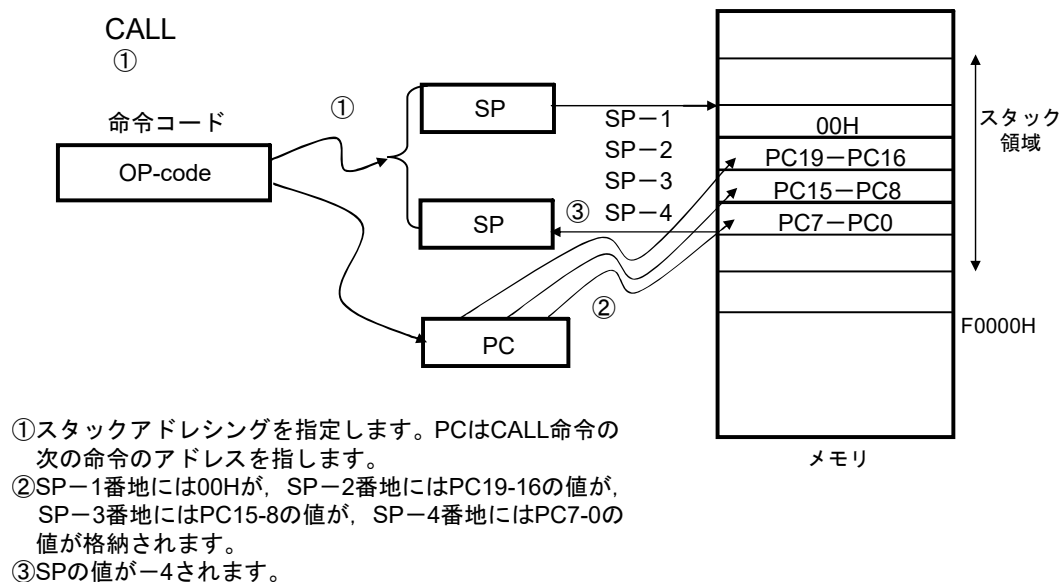 CALL
①
命令コード
OP-code
①
SP
SP
PC
SP－1
SP－2
SP－3
SP－4
③
②
00H
PC19－PC16
PC15－PC8
PC7－PC0
スタック
領域
F0000H
メモリ
①スタックアドレシングを指定します。PCはCALL命令の
次の命令のアドレスを指します。
②SP－1番地には00Hが，SP－2番地にはPC19-16の値が，
SP－3番地にはPC15-8の値が，SP－4番地にはPC7-0の
値が格納されます。
③SPの値が－4されます。